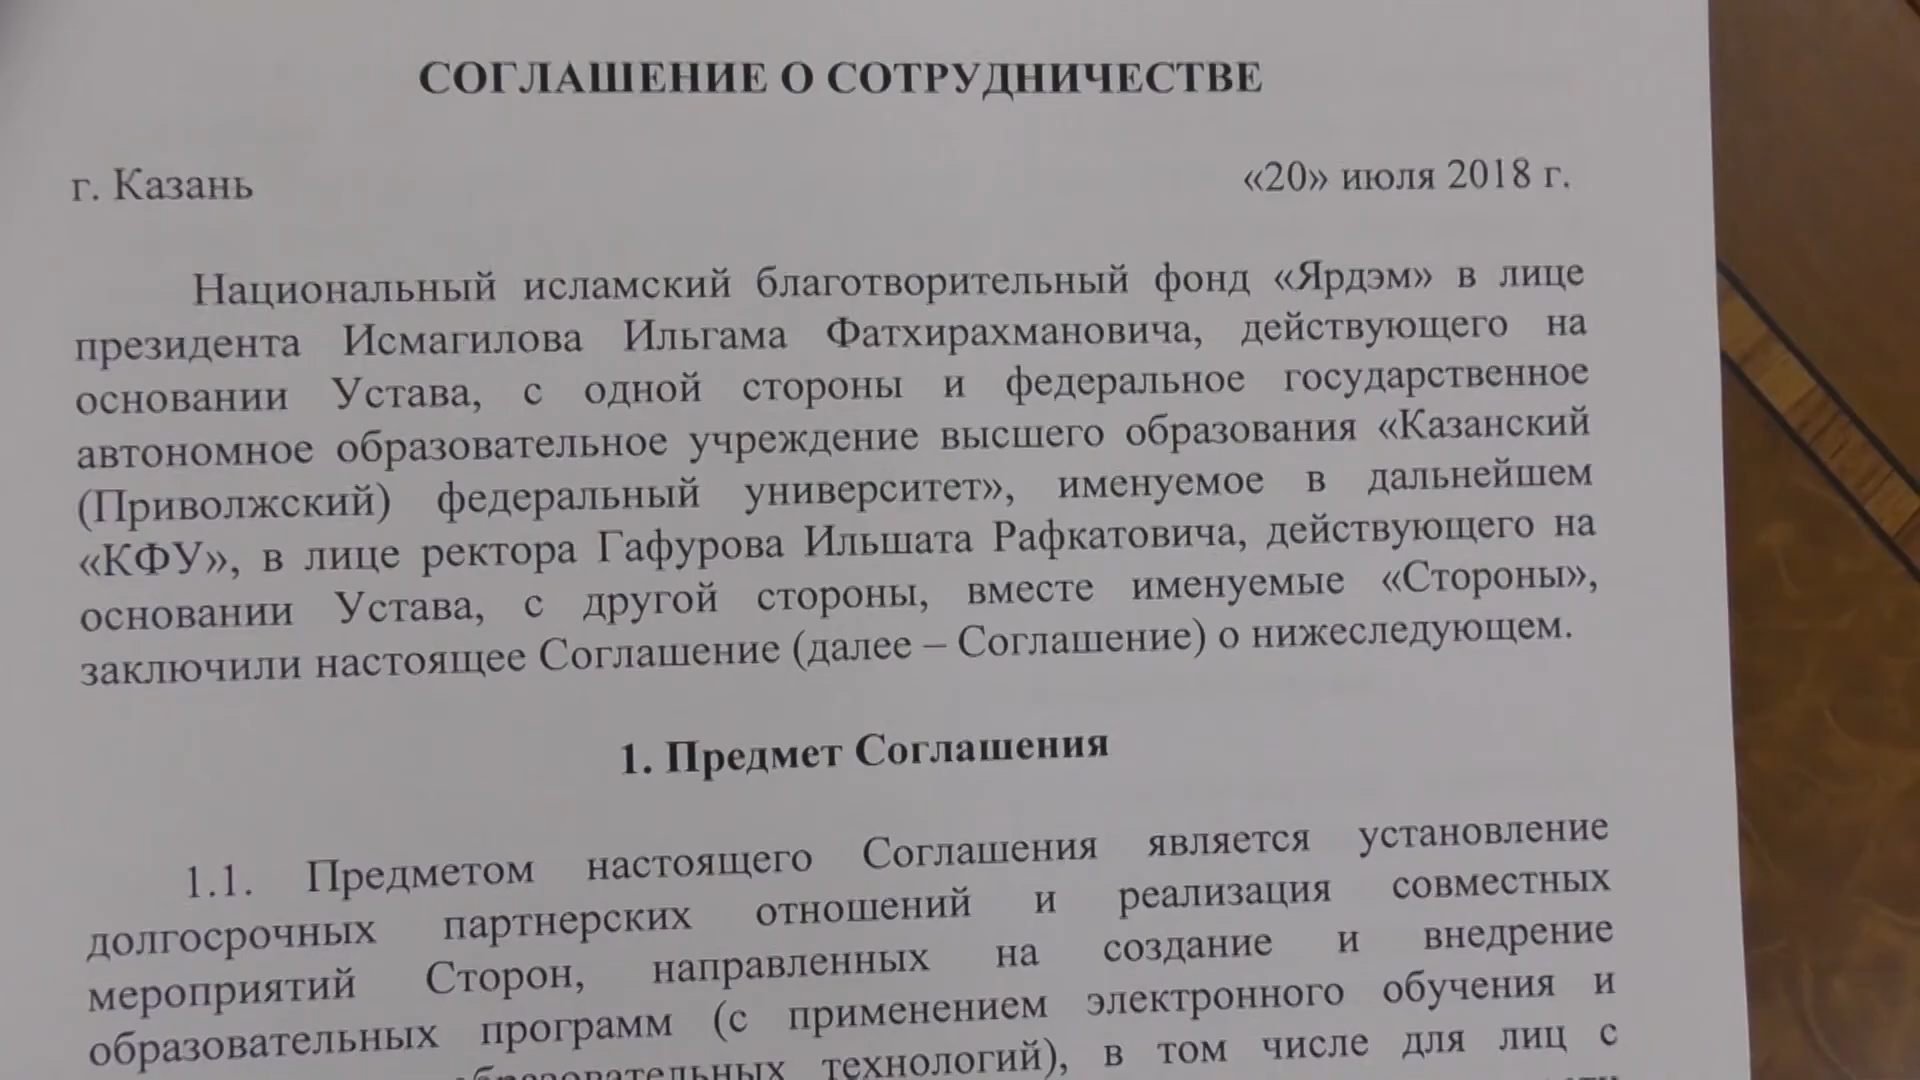 СОГЛАШЕНИЕ О СОТРУДНИЧЕСТВЕ
г. Казань «20» июля 2018 г.
Национальный исламский благотворительный фонд «Ярдэм» в лице
президента Исмагилова Ильгама Фатхирахмановича, действующего на
основании Устава, с одной стороны и федеральное государственное
автономное образовательное учреждение высшего образования «Казанский
(Приволжский) федеральный университет», именуемое в дальнейшем
«КФУ», в лице ректора Гафурова Ильшата Рафкатовича, действующего на
основании Устава, с другой стороны, вместе именуемые «Стороны»,
заключили настоящее Соглашение (далее – Соглашение) о нижеследующем.
1. Предмет Соглашения
1.1. Предметом настоящего Соглашения является установление
долгосрочных партнерских отношений и реализация совместных
мероприятий Сторон, направленных на создание и внедрение
образовательных программ (с применением электронного обучения и
образовательных технологий), в том числе для лиц с